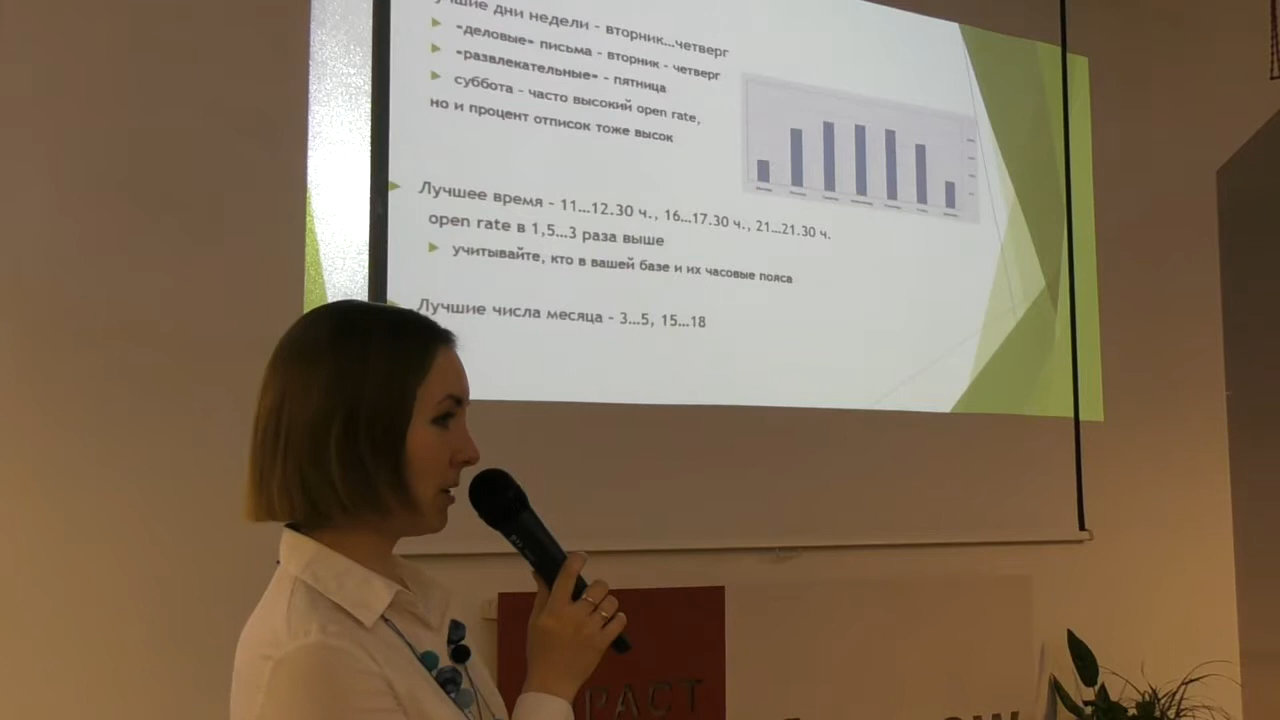 дни недели - вторник...четверг
«деловые» письма - вторник - четверг
«развлекательные» - пятница
суббота - часто высокий open rate,
но и процент отписок тоже высок
Лучшее время - 11...12.30 ч., 16...17.30 ч., 21...21.30 ч.
open rate в 1,5...3 раза выше
учитывайте, кто в вашей базе и их часовые пояса
Лучшие числа месяца - 3...5, 15...18